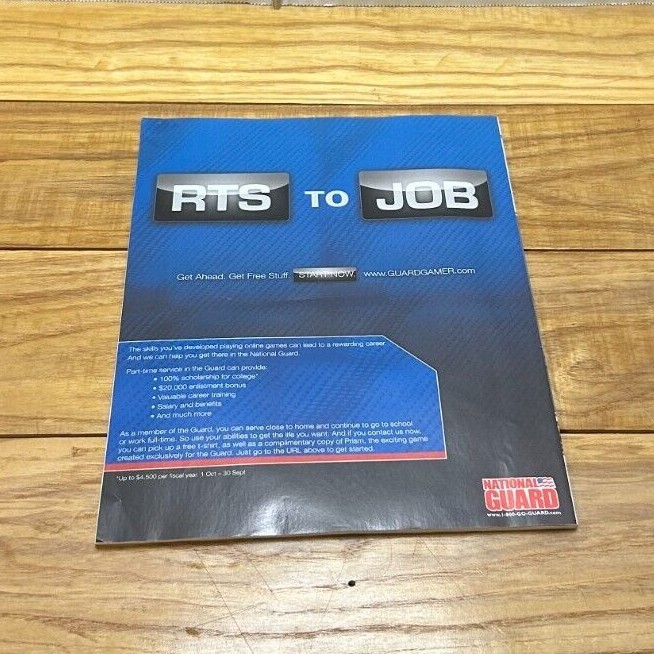 RTS TO JOB
Get Ahead. Get Free Stuff. START NOW. www.GUARDGAMER.com
The skills you've developed playing online games can lead to a rewarding career.
And we can help you get there in the National Guard.
Part-time service in the Guard can provide:
• 100% scholarship for college*
• $20,000 enlistment bonus
• Valuable career training
• Salary and benefits
• And much more
As a member of the Guard, you can serve close to home and continue to go to school
or work full-time. So use your abilities to get the life you want. And if you contact us now,
you can pick up a free t-shirt, as well as a complimentary copy of Prism, the exciting game
created exclusively for the Guard. Just go to the URL above to get started.
*Up to $4,500 per fiscal year, 1 Oct – 30 Sept
NATIONAL
GUARD
www.1-800-GO-GUARD.com